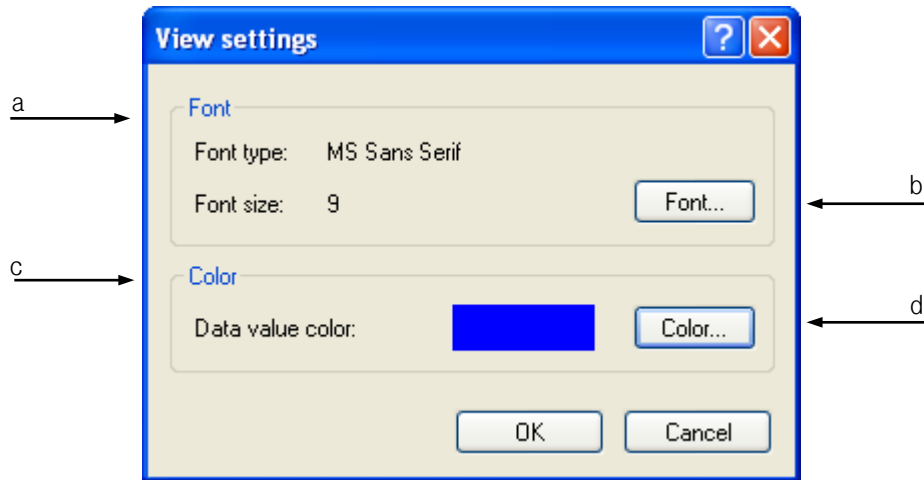 View settings
a
Font
Font type: MS Sans Serif
Font size: 9
Font...
b
c
Color
Data value color:
Color...
d
OK
Cancel